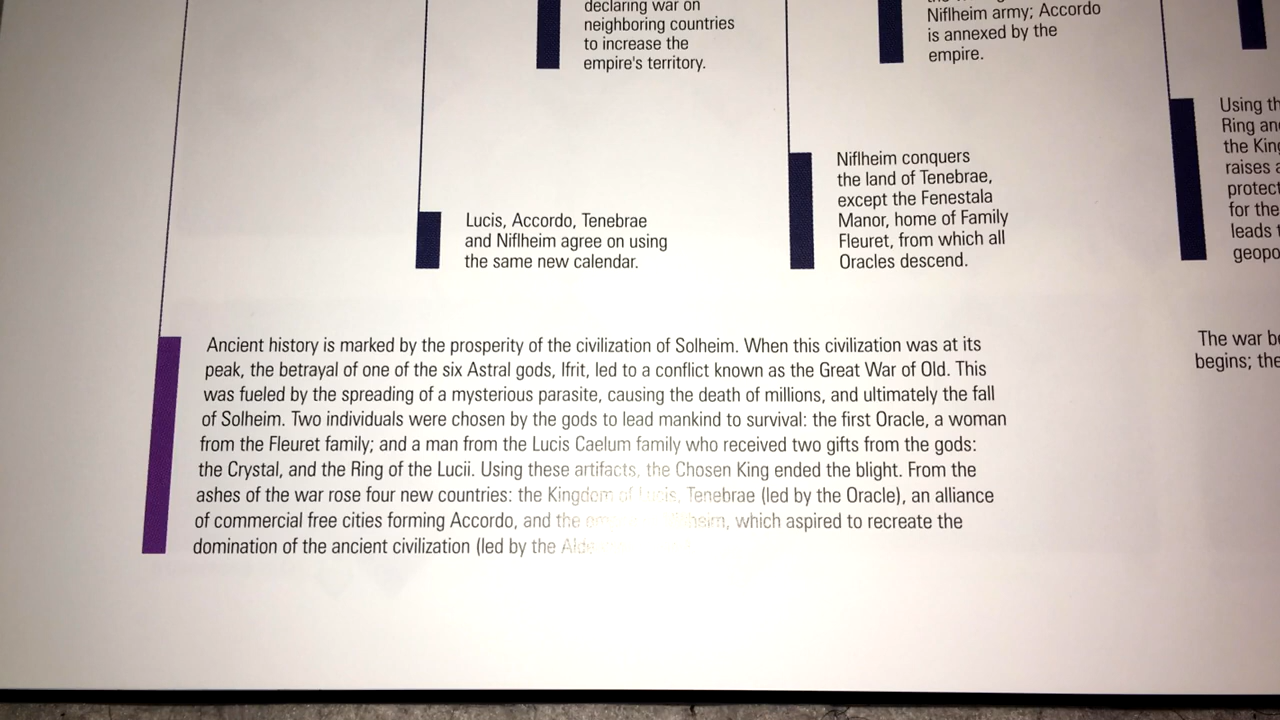 declaring war on
neighboring countries
to increase the
empire's territory.
Niflheim army; Accordo
is annexed by the
empire.
Lucis, Accordo, Tenebrae
and Niflheim agree on using
the same new calendar.
Niflheim conquers
the land of Tenebrae,
except the Fenestala
Manor, home of Family
Fleuret, from which all
Oracles descend.
Using
Ring
the
raises
for the
leads
Ancient history is marked by the prosperity of the civilization of Solheim. When this civilization was at its
peak, the betrayal of one of the six Astral gods, Ifrit, led to a conflict known as the Great War of Old. This
was fueled by the spreading of a mysterious parasite, causing the death of millions, and ultimately the fall
of Solheim. Two individuals were chosen by the gods to lead mankind to survival: the first Oracle, a woman
from the Fleuret family; and a man from the Lucis Caelum family who received two gifts from the gods:
the Crystal, and the Ring of the Lucii. Using these artifacts, the Chosen King ended the blight. From the
ashes of the war rose four new countries: the Kingdom of Lucis, Tenebrae (led by the Oracle), an alliance
of commercial free cities forming Accordo, and the which aspired to recreate the
domination of the ancient civilization (led by the
The war
begins; the